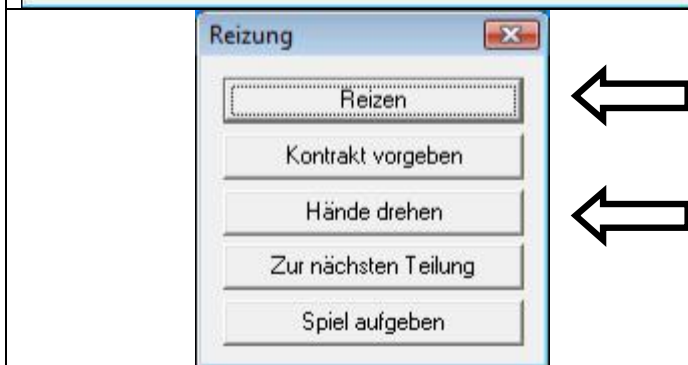 Reizung
Reizen
Kontrakt vorgeben
Hände drehen
Zur nächsten Teilung
Spiel aufgeben